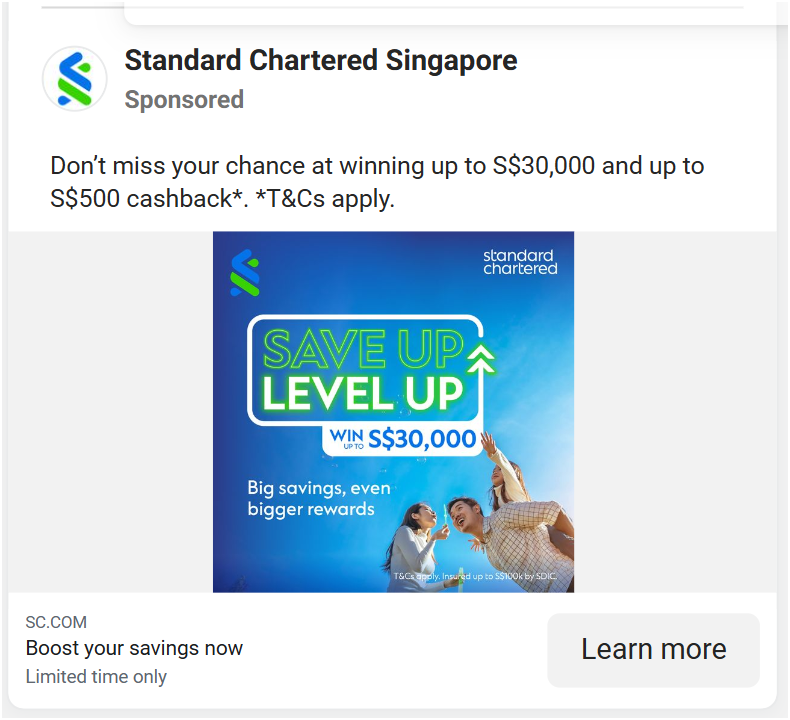 Standard Chartered Singapore
Sponsored
Don’t miss your chance at winning up to S$30,000 and up to
S$500 cashback*. *T&Cs apply.
standard
chartered
SAVE UP
LEVEL UP
WIN UP TO S$30,000
Big savings, even
bigger rewards
T&Cs apply. Insured up to S$100k by SDIC.
SC.COM
Boost your savings now
Limited time only
Learn more